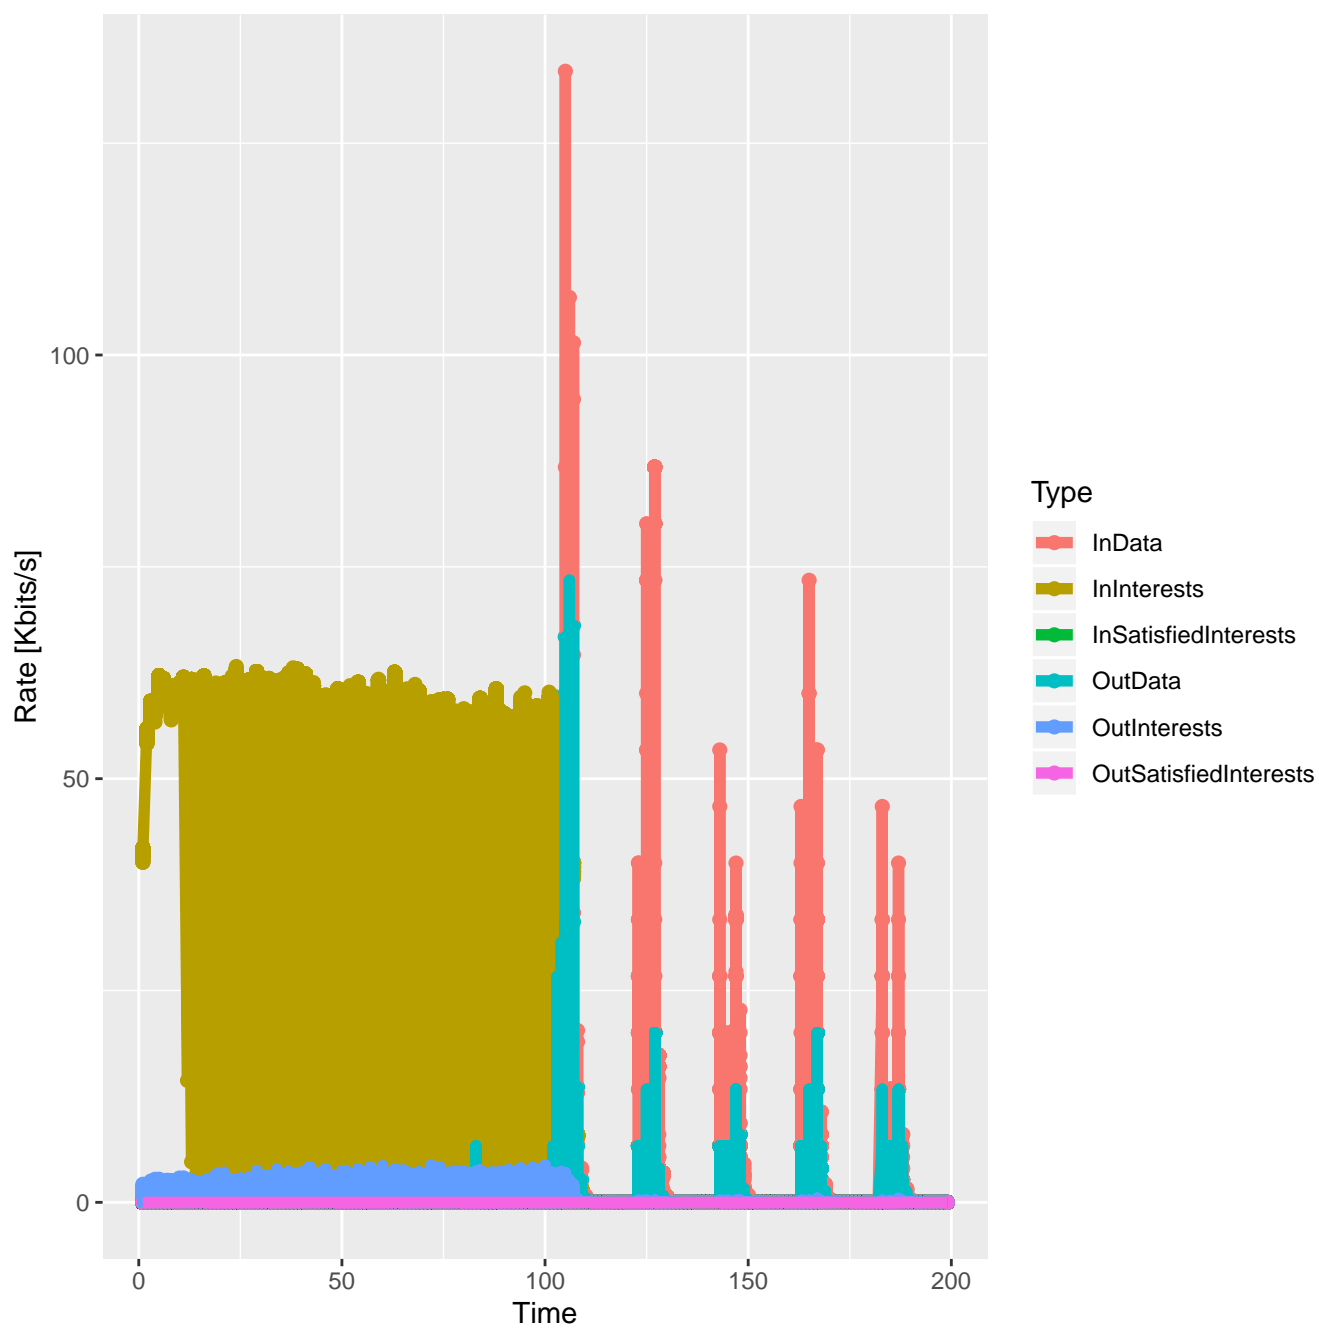 Rate [Kbits/s]
100
50
0
0 50 100 150 200
Time
Type
InData
InInterests
InSatisfiedInterests
OutData
OutInterests
OutSatisfiedInterests